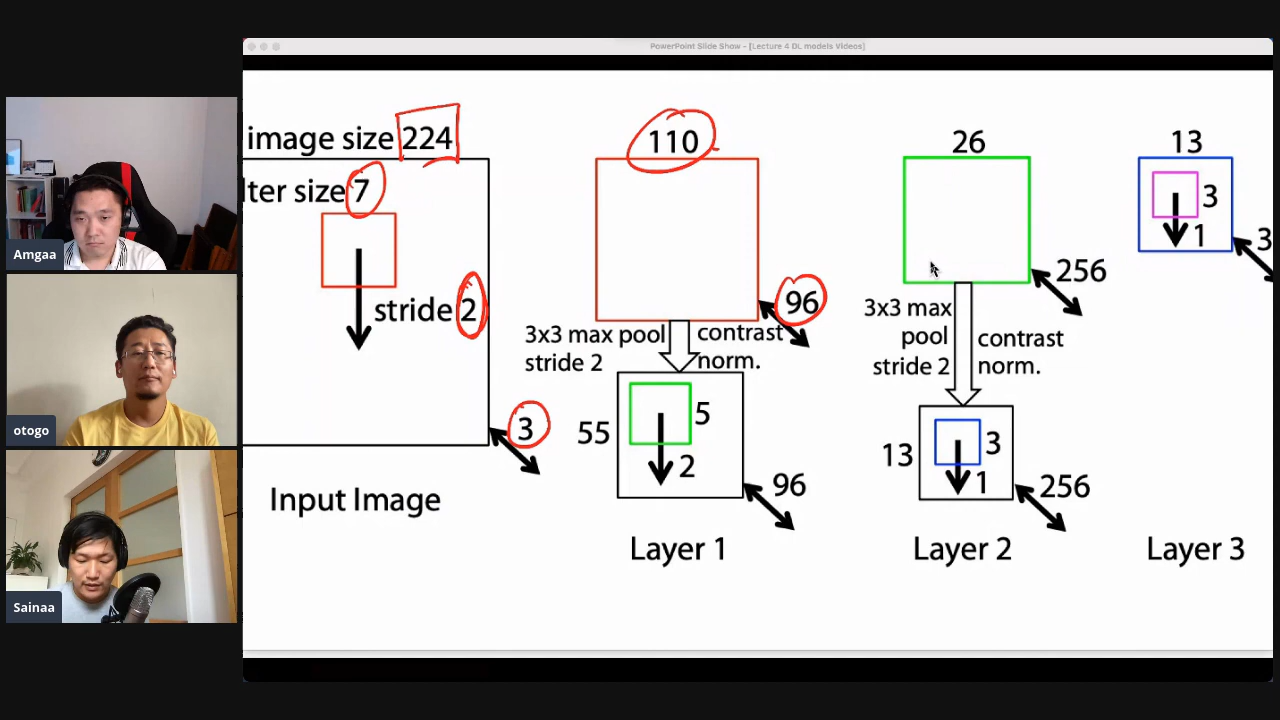 PowerPoint Slide Show - [Lecture 4 DL models Videos]
image size 224
lter size 7
stride 2
3
Input Image
110
96
3x3 max pool
stride 2
contrast
norm.
55
5
2
96
Layer 1
26
256
3x3 max
pool
stride 2
contrast
norm.
13
3
1
256
Layer 2
13
3
1
3
Layer 3
Amgaa
otogo
Sainaa